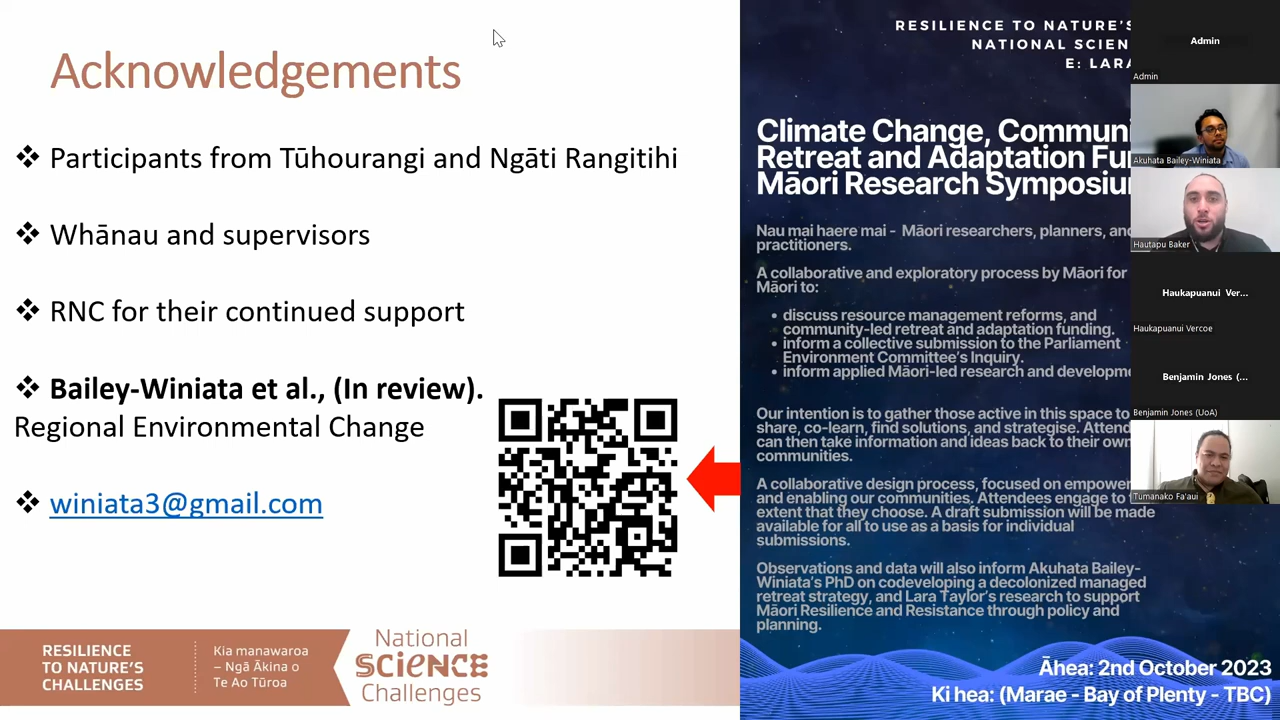 Acknowledgements
❖ Participants from Tūhourangi and Ngāti Rangitihi
❖ Whānau and supervisors
❖ RNC for their continued support
❖ Bailey-Winiata et al., (In review).
Regional Environmental Change
❖ winiata3@gmail.com
RESILIENCE
TO NATURE'S
CHALLENGES
Kia manawaroa
– Ngā Ākina o
Te Ao Tūroa
National
SCIENCE
Challenges
RESILIENCE TO NATURE'S
NATIONAL SCIEN
E: LARA
Climate Change, Communi
Retreat and Adaptation Fun
Māori Research Symposium
Nau mai haere mai - Māori researchers, planners, and
practitioners.
A collaborative and exploratory process by Māori for
Māori to:
• discuss resource management reforms, and
community-led retreat and adaptation funding.
• inform a collective submission to the Parliament
Environment Committee's Inquiry.
• inform applied Māori-led research and developme
Our intention is to gather those active in this space to
share, co-learn, find solutions, and strategise. Attend
can then take information and ideas back to their own
communities.
A collaborative design process, focused on empower
and enabling our communities. Attendees engage to
extent that they choose. A draft submission will be made
available for all to use as a basis for individual
submissions.
Observations and data will also inform Akuhata Bailey-
Winiata's PhD on codeveloping a decolonized managed
retreat strategy, and Lara Taylor's research to support
Māori Resilience and Resistance through policy and
planning.
Āhea: 2nd October 2023
Ki hea: (Marae - Bay of Plenty - TBC)
Admin
Admin
Akuhata Bailey-Winiata
Hautapu Baker
Haukapuanui Ver...
Haukapuanui Vercoe
Benjamin Jones (...
Benjamin Jones (UoA)
Tumanako Fa'aui